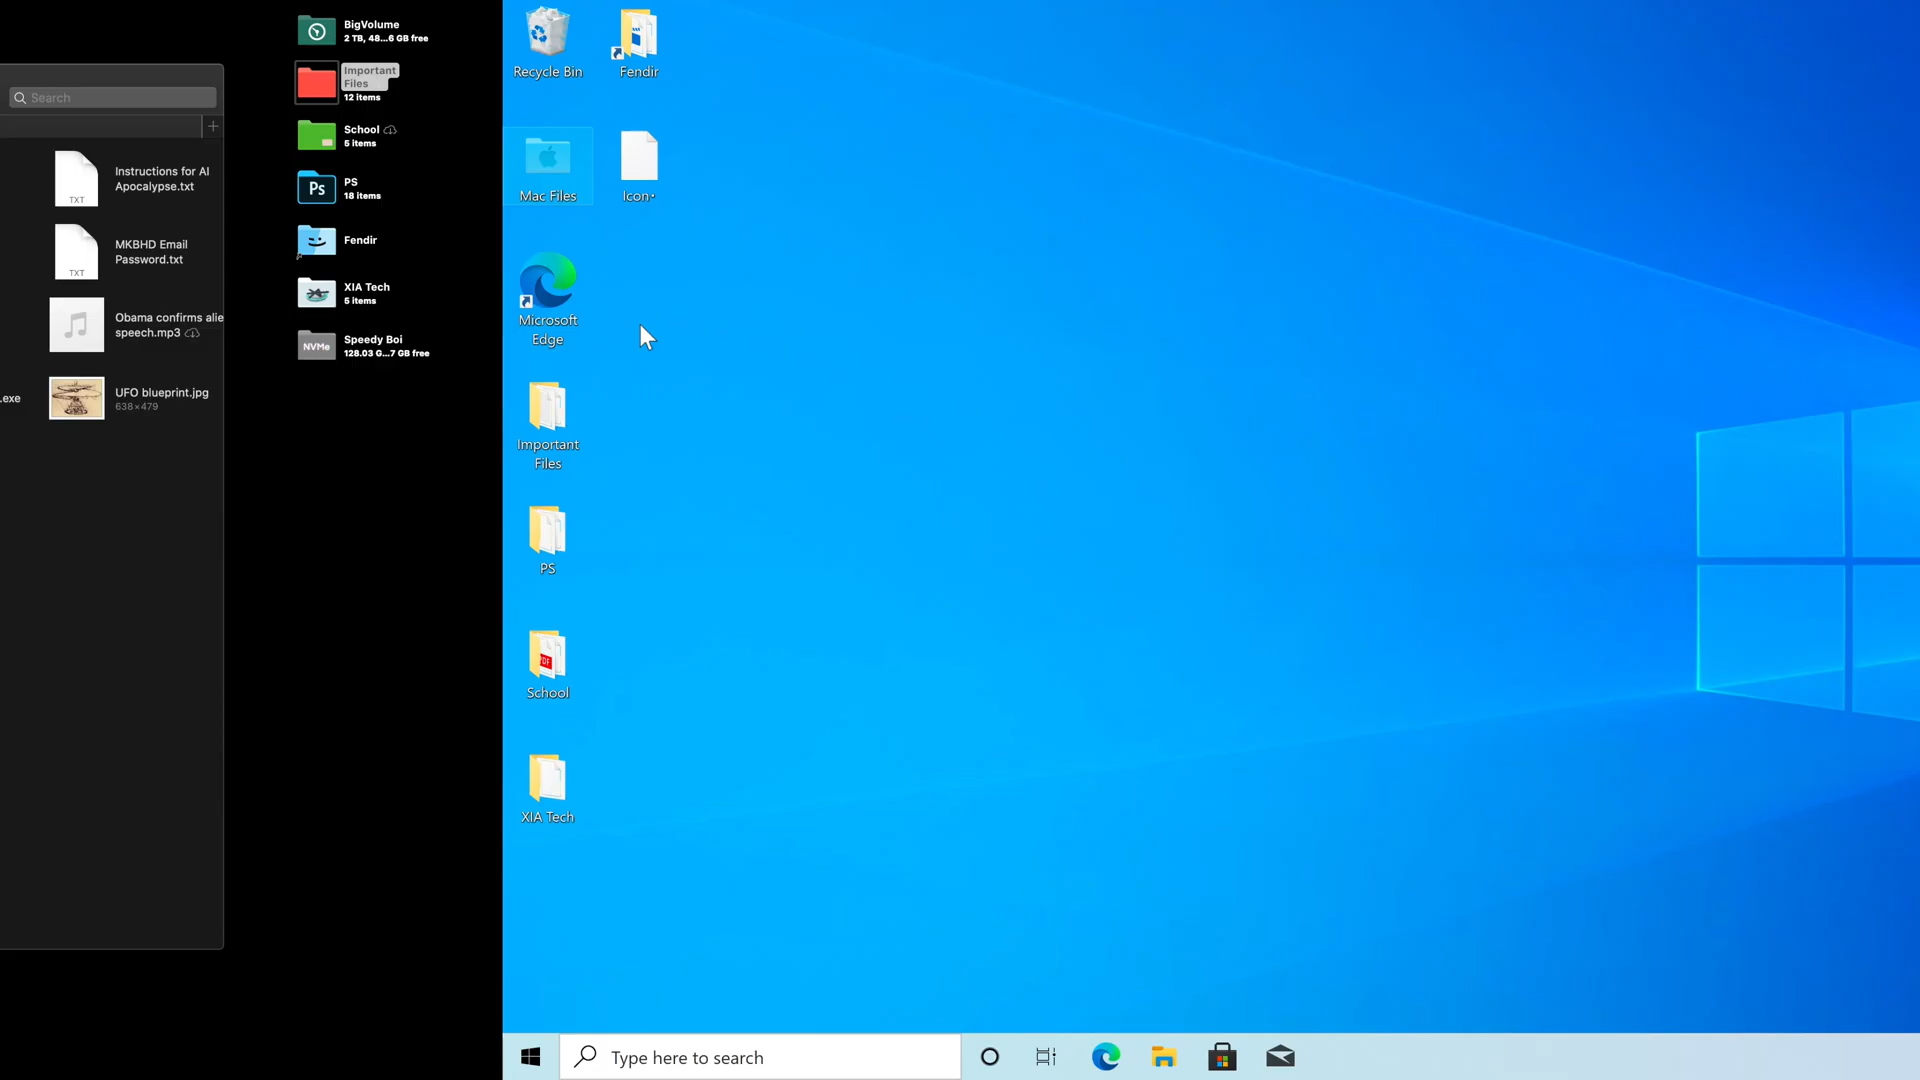 Search
Instructions for AI
Apocalypse.txt
TXT
MKBHD Email
Password.txt
TXT
Obama confirms alie
speech.mp3
.exe
UFO blueprint.jpg
638×479
BigVolume
2 TB, 48...6 GB free
Important
Files
12 items
School
5 items
Ps
PS
18 items
Fendir
XIA Tech
5 items
NVMe
Speedy Boi
128.03 G...7 GB free
Recycle Bin
Fendir
Mac Files
Icon·
Microsoft
Edge
Important
Files
PS
PDF
School
XIA Tech
Type here to search